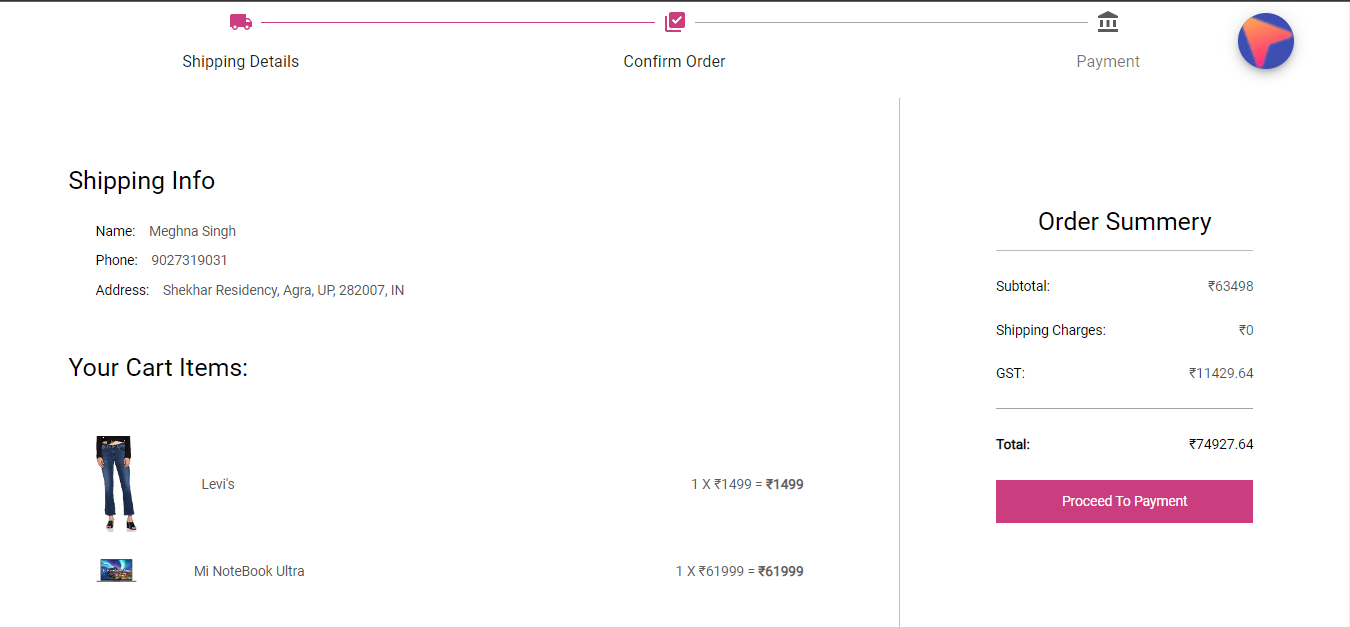 Shipping Details
Confirm Order
Payment
Shipping Info
Name: Meghna Singh
Phone: 9027319031
Address: Shekhar Residency, Agra, UP, 282007, IN
Your Cart Items:
Levi's 1 X ₹1499 = ₹1499
Mi NoteBook Ultra 1 X ₹61999 = ₹61999
Order Summery
Subtotal: ₹63498
Shipping Charges: ₹0
GST: ₹11429.64
Total: ₹74927.64
Proceed To Payment